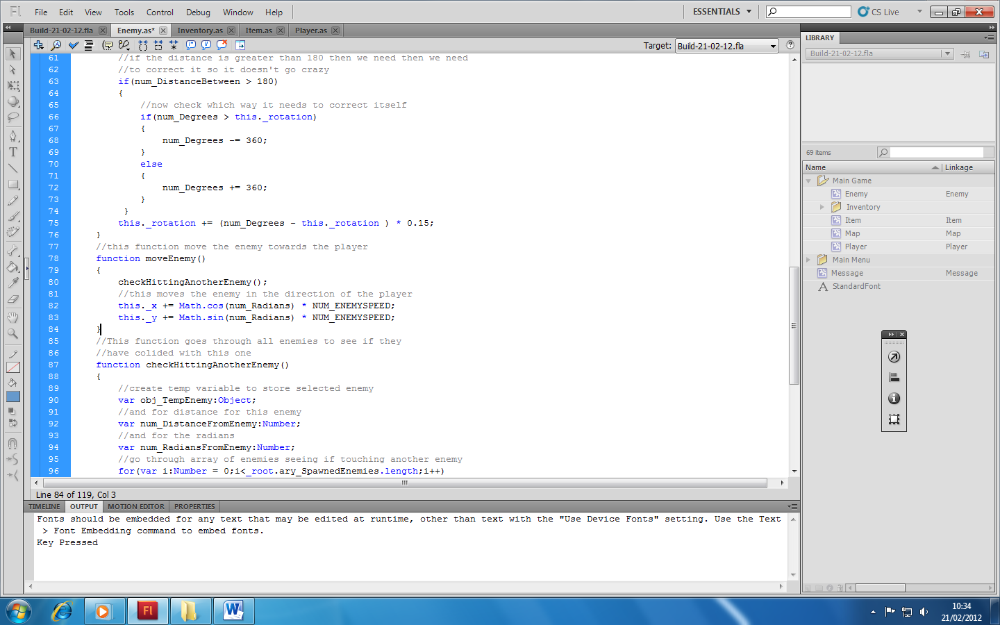 Fl File Edit View Tools Control Debug Window Help ESSENTIALS CS Live
Build-21-02-12.fla Enemy.as* Inventory.as Item.as Player.as
Target: Build-21-02-12.fla
61 //if the distance is greater than 180 then we need then we need
62 //to correct it so it doesn't go crazy
63 if(num_DistanceBetween > 180)
64 {
65 //now check which way it needs to correct itself
66 if(num_Degrees > this._rotation)
67 {
68 num_Degrees -= 360;
69 }
70 else
71 {
72 num_Degrees += 360;
73 }
74 }
75 this._rotation += (num_Degrees - this._rotation ) * 0.15;
76 }
77 //this function move the enemy towards the player
78 function moveEnemy()
79 {
80 checkHittingAnotherEnemy();
81 //this moves the enemy in the direction of the player
82 this._x += Math.cos(num_Radians) * NUM_ENEMYSPEED;
83 this._y += Math.sin(num_Radians) * NUM_ENEMYSPEED;
84 }
85 //This function goes through all enemies to see if they
86 //have colided with this one
87 function checkHittingAnotherEnemy()
88 {
89 //create temp variable to store selected enemy
90 var obj_TempEnemy:Object;
91 //and for distance for this enemy
92 var num_DistanceFromEnemy:Number;
93 //and for the radians
94 var num_RadiansFromEnemy:Number;
95 //go through array of enemies seeing if touching another enemy
96 for(var i:Number = 0;i<_root.ary_SpawnedEnemies.length;i++)
Line 84 of 119, Col 3
TIMELINE OUTPUT MOTION EDITOR PROPERTIES
Fonts should be embedded for any text that may be edited at runtime, other than text with the "Use Device Fonts" setting. Use the Text
> Font Embedding command to embed fonts.
Key Pressed
LIBRARY
Build-21-02-12.fla
69 items
Name Linkage
Main Game
Enemy Enemy
Inventory
Item Item
Map Map
Player Player
Main Menu
Message Message
A StandardFont
Fl
W
10:34
21/02/2012